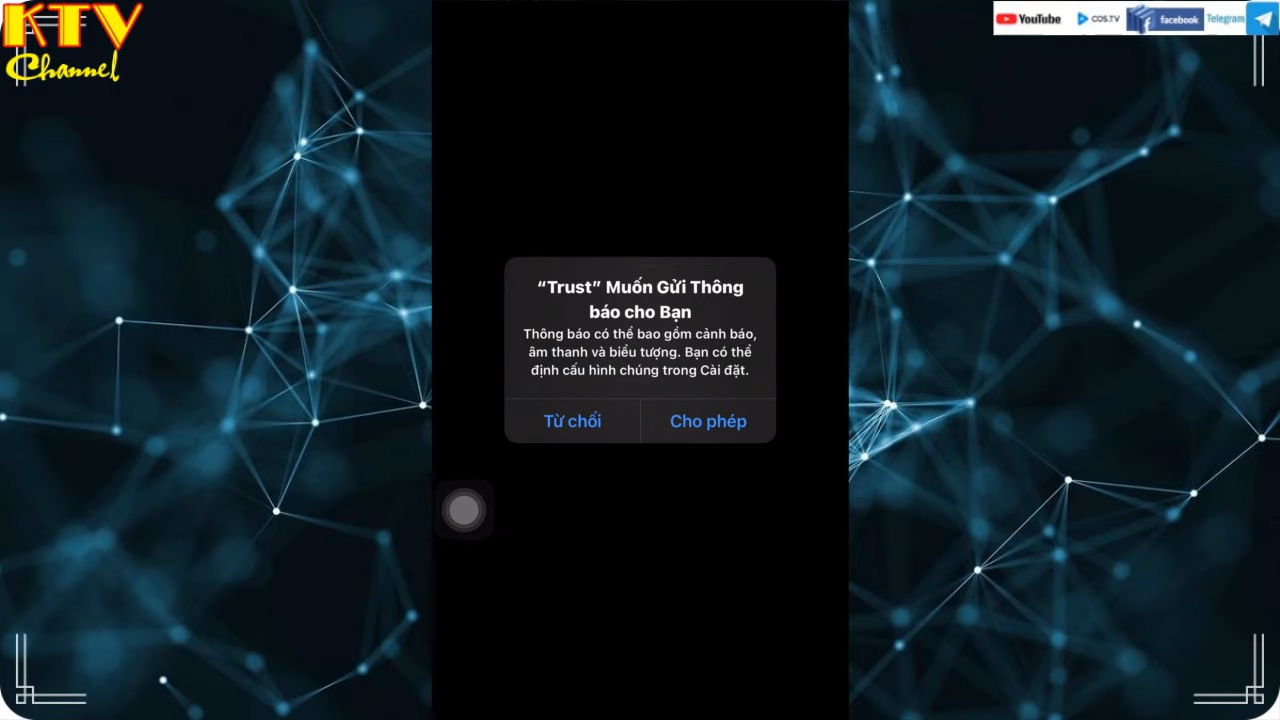 KTV
Channel
YouTube
COS.TV
facebook
Telegram
“Trust” Muốn Gửi Thông
báo cho Bạn
Thông báo có thể bao gồm cảnh báo,
âm thanh và biểu tượng. Bạn có thể
định cấu hình chúng trong Cài đặt.
Từ chối
Cho phép